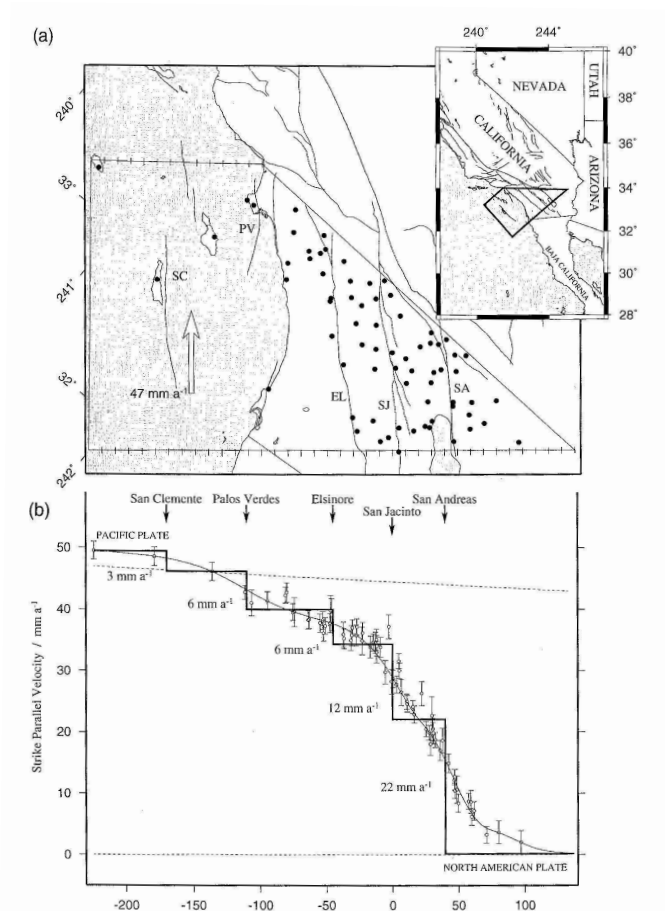 (a)
240° 244°
40°
38°
36°
34°
32°
30°
28°
NEVADA
UTAH
CALIFORNIA
ARIZONA
BAJA CALIFORNIA
240°
33°
241°
242°
PV
SC
47 mm a⁻¹
EL
SJ
SA
(b)
San Clemente Palos Verdes Elsinore San Andreas
San Jacinto
PACIFIC PLATE
3 mm a⁻¹
6 mm a⁻¹
6 mm a⁻¹
12 mm a⁻¹
22 mm a⁻¹
NORTH AMERICAN PLATE
Strike Parallel Velocity / mm a⁻¹
50
40
30
20
10
0
-200 -150 -100 -50 0 50 100